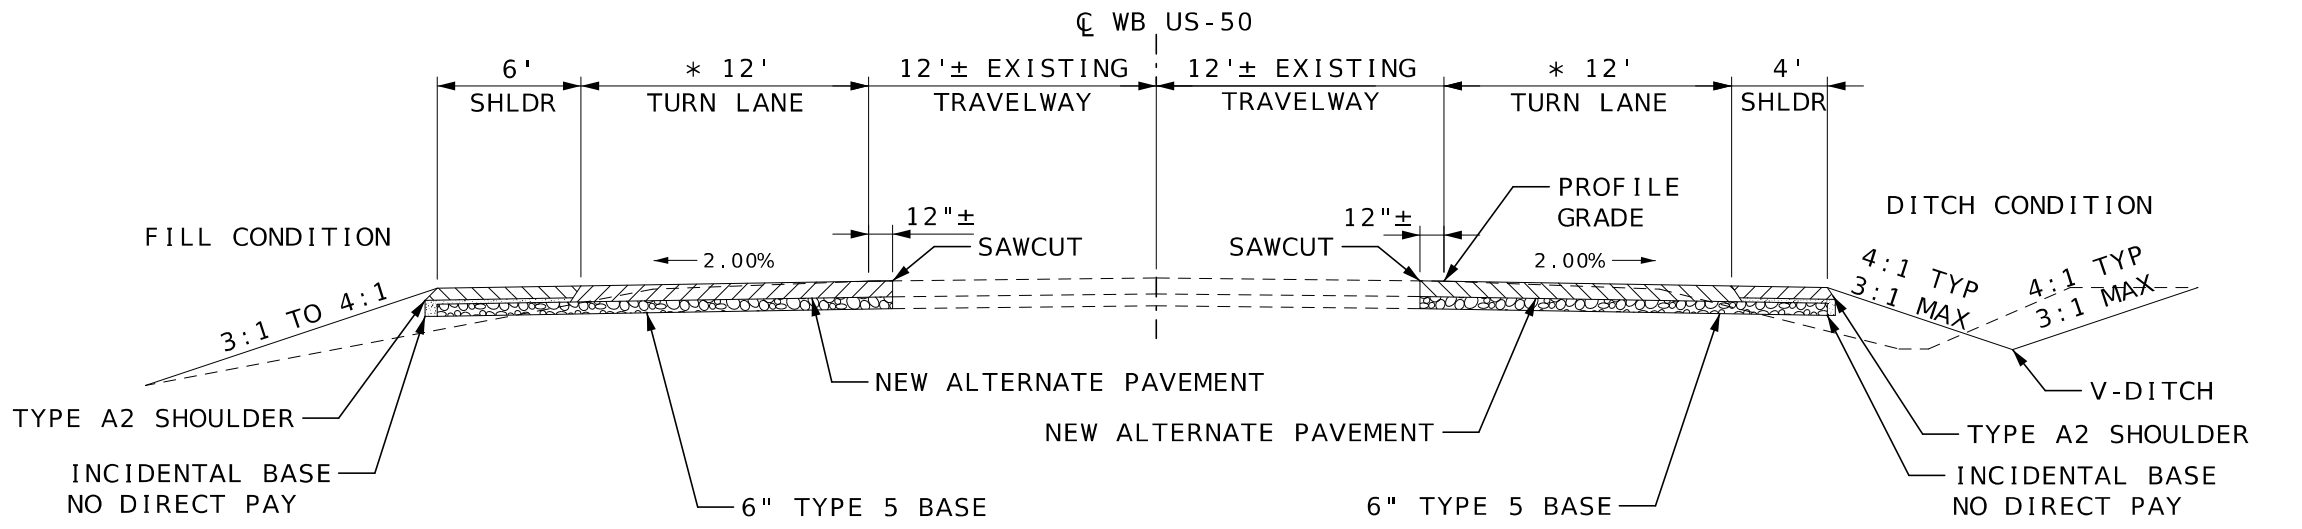 ℄ WB US-50
6' * 12' 12'± EXISTING 12'± EXISTING * 12' 4'
SHLDR TURN LANE TRAVELWAY TRAVELWAY TURN LANE SHLDR
PROFILE
GRADE
DITCH CONDITION
12"± 12"±
FILL CONDITION
SAWCUT SAWCUT
2.00% 2.00%
4:1 TYP
3:1 MAX
4:1 TYP
3:1 MAX
3:1 TO 4:1
NEW ALTERNATE PAVEMENT
V-DITCH
TYPE A2 SHOULDER
NEW ALTERNATE PAVEMENT
TYPE A2 SHOULDER
INCIDENTAL BASE
NO DIRECT PAY
INCIDENTAL BASE
NO DIRECT PAY
6" TYPE 5 BASE
6" TYPE 5 BASE